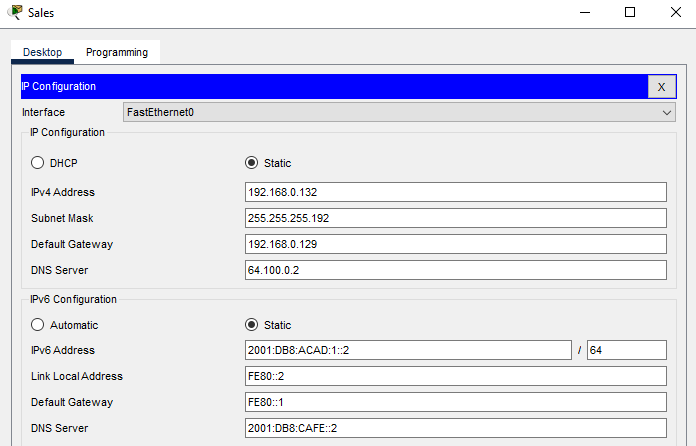 Sales
Desktop Programming
IP Configuration X
Interface FastEthernet0
IP Configuration
DHCP Static
IPv4 Address 192.168.0.132
Subnet Mask 255.255.255.192
Default Gateway 192.168.0.129
DNS Server 64.100.0.2
IPv6 Configuration
Automatic Static
IPv6 Address 2001:DB8:ACAD:1::2 / 64
Link Local Address FE80::2
Default Gateway FE80::1
DNS Server 2001:DB8:CAFE::2